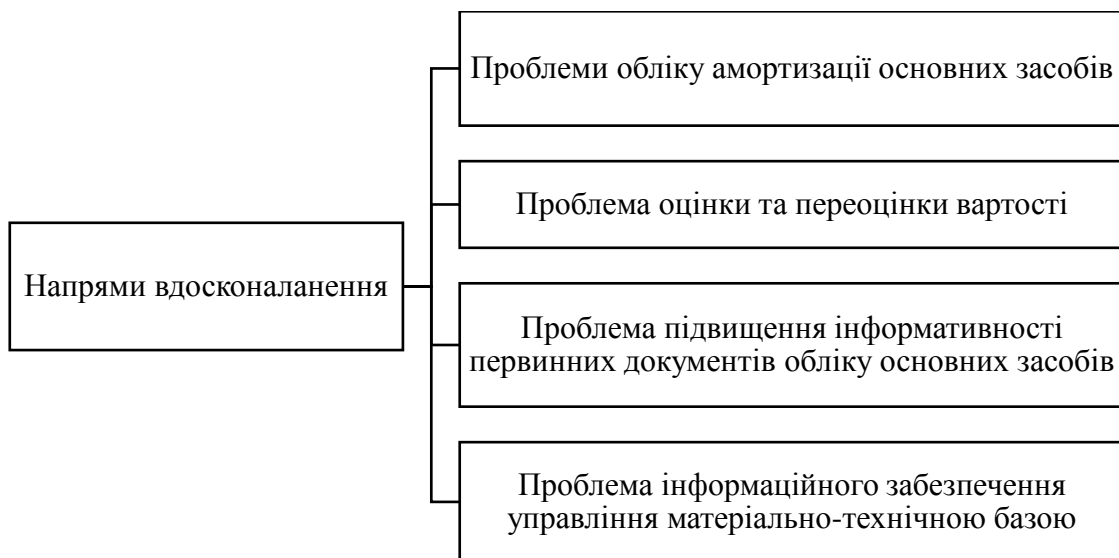 Проблеми обліку амортизації основних засобів
Проблема оцінки та переоцінки вартості
Напрями вдосконаланення
Проблема підвищення інформативності
первинних документів обліку основних засобів
Проблема інформаційного забезпечення
управління матеріально-технічною базою